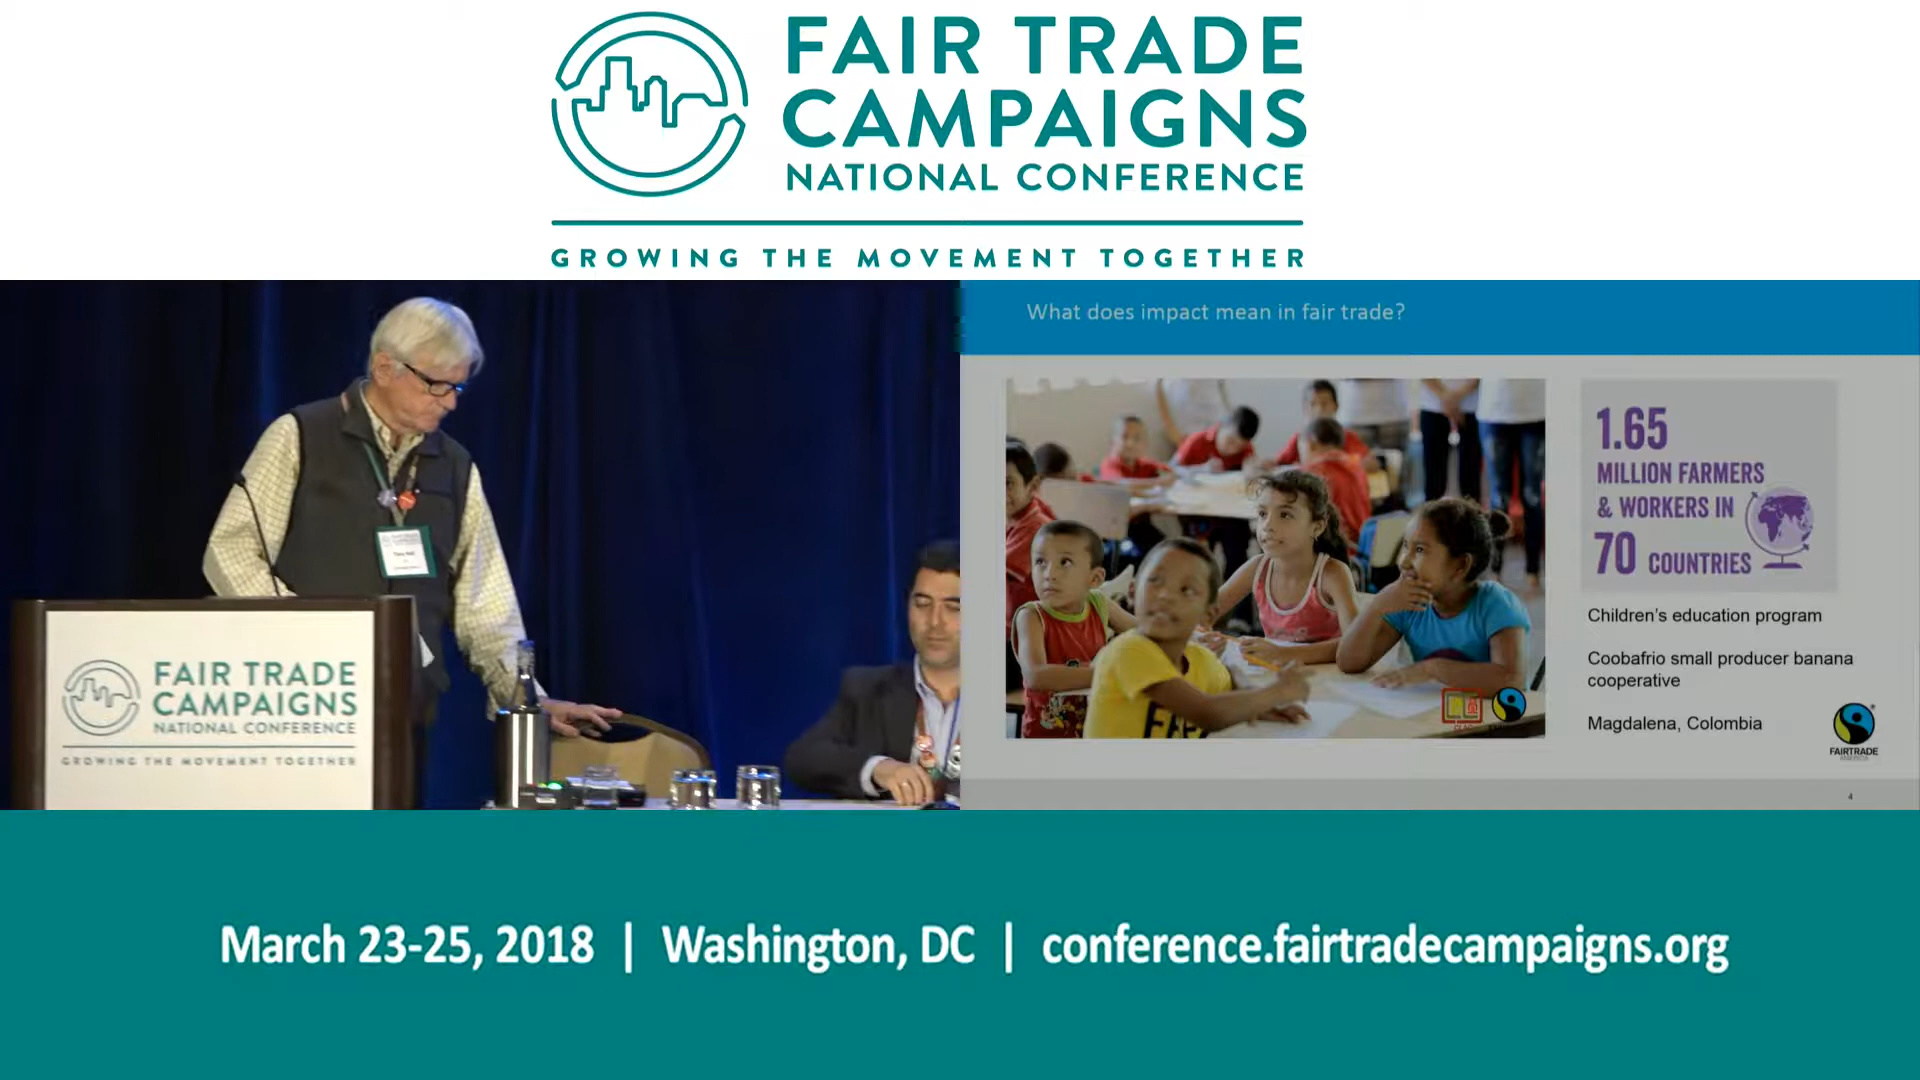 FAIR TRADE
CAMPAIGNS
NATIONAL CONFERENCE
GROWING THE MOVEMENT TOGETHER
What does impact mean in fair trade?
1.65
MILLION FARMERS
& WORKERS IN
70 COUNTRIES
Children's education program
Coobafrio small producer banana
cooperative
Magdalena, Colombia
FAIRTRADE
AMERICA
4
FAIR TRADE
CAMPAIGNS
NATIONAL CONFERENCE
GROWING THE MOVEMENT TOGETHER
March 23-25, 2018 | Washington, DC | conference.fairtradecampaigns.org